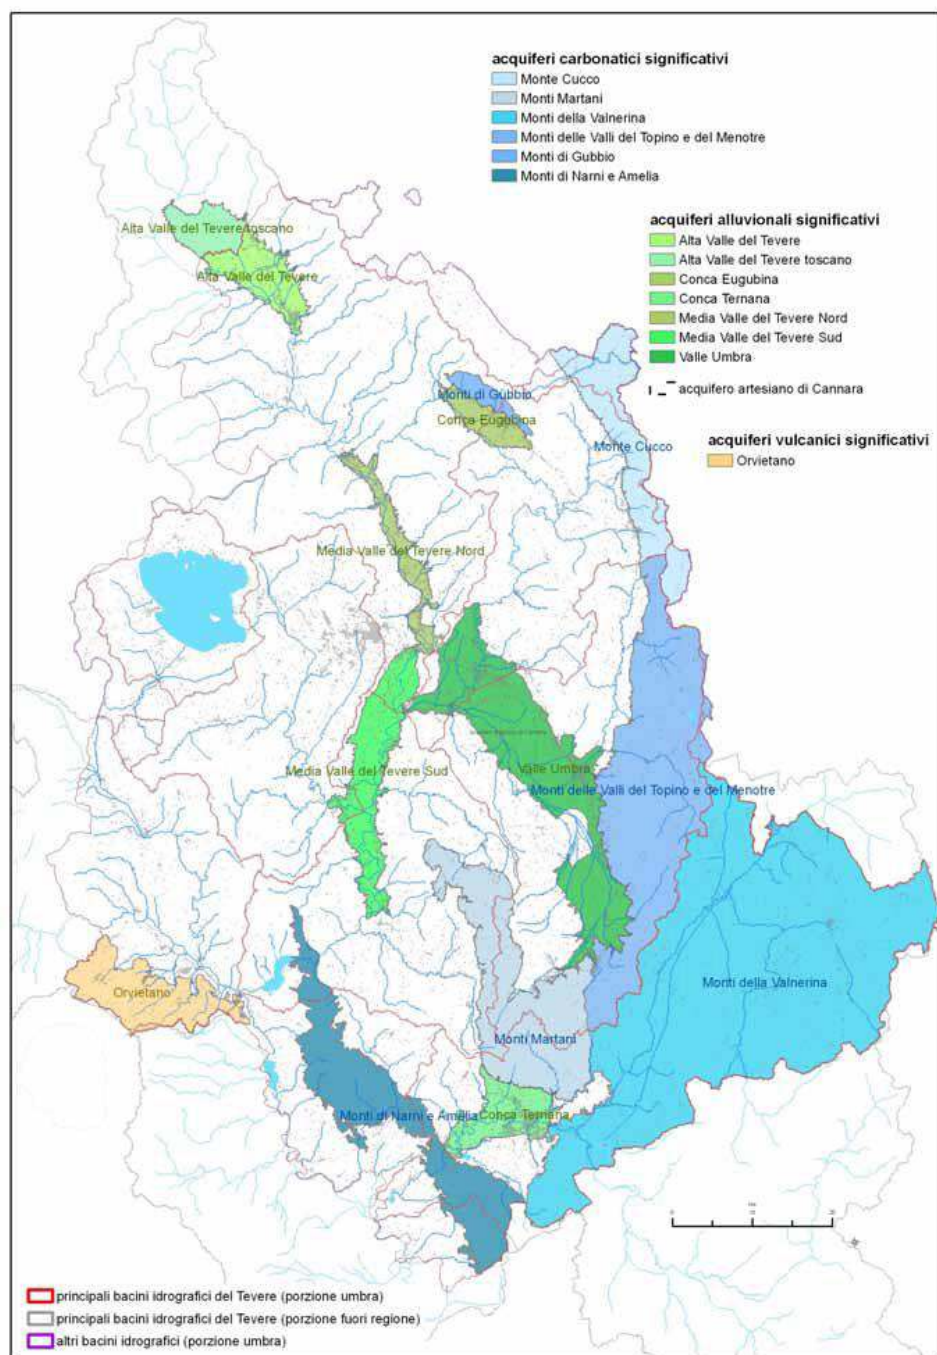 acquiferi carbonatici significativi
Monte Cucco
Monti Martani
Monti della Valnerina
Monti delle Valli del Topino e del Menotre
Monti di Gubbio
Monti di Narni e Amelia
acquiferi alluvionali significativi
Alta Valle del Tevere
Alta Valle del Tevere toscano
Conca Eugubina
Conca Ternana
Media Valle del Tevere Nord
Media Valle del Tevere Sud
Valle Umbra
acquifero artesiano di Cannara
acquiferi vulcanici significativi
Orvietano
Alta Valle del Tevere toscano
Alta Valle del Tevere
Monti di Gubbio
Conca Eugubina
Monte Cucco
Media Valle del Tevere Nord
Valle Umbra
Media Valle del Tevere Sud
Monti delle Valli del Topino e del Menotre
Monti della Valnerina
Orvietano
Monti Martani
Monti di Narni e Amelia
Conca Ternana
principali bacini idrografici del Tevere (porzione umbra)
principali bacini idrografici del Tevere (porzione fuori regione)
altri bacini idrografici (porzione umbra)